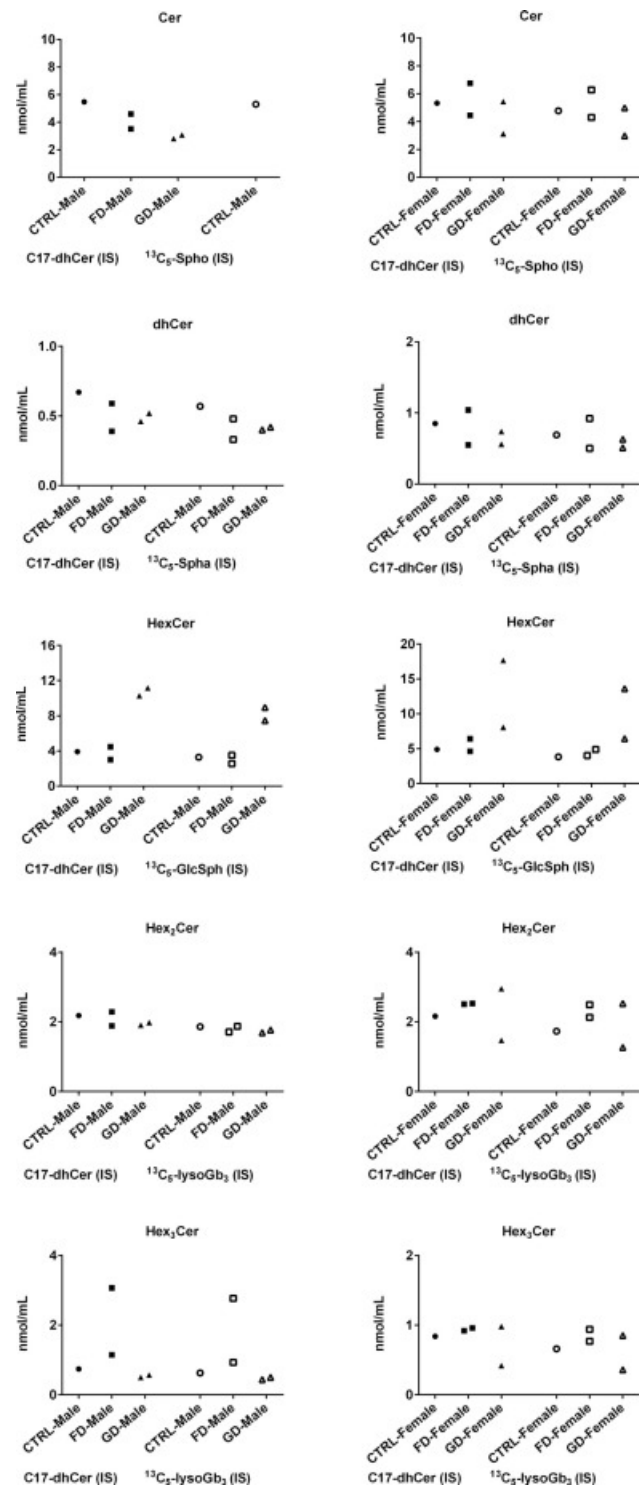 Cer
nmol/mL
10
8
6
4
2
0
CTRL-Male
FD-Male
GD-Male
CTRL-Male
C17-dhCer (IS)
¹³C₅-Spho (IS)
Cer
nmol/mL
10
8
6
4
2
0
CTRL-Female
FD-Female
GD-Female
CTRL-Female
FD-Female
GD-Female
C17-dhCer (IS)
¹³C₅-Spho (IS)
dhCer
nmol/mL
1.0
0.5
0.0
CTRL-Male
FD-Male
GD-Male
CTRL-Male
FD-Male
GD-Male
C17-dhCer (IS)
¹³C₅-Spha (IS)
dhCer
nmol/mL
2
1
0
CTRL-Female
FD-Female
GD-Female
CTRL-Female
FD-Female
GD-Female
C17-dhCer (IS)
¹³C₅-Spha (IS)
HexCer
nmol/mL
16
12
8
4
0
CTRL-Male
FD-Male
GD-Male
CTRL-Male
FD-Male
GD-Male
C17-dhCer (IS)
¹³C₅-GlcSph (IS)
HexCer
nmol/mL
20
15
10
5
0
CTRL-Female
FD-Female
GD-Female
CTRL-Female
FD-Female
GD-Female
C17-dhCer (IS)
¹³C₅-GlcSph (IS)
Hex₂Cer
nmol/mL
4
2
0
CTRL-Male
FD-Male
GD-Male
CTRL-Male
FD-Male
GD-Male
C17-dhCer (IS)
¹³C₅-lysoGb₃ (IS)
Hex₂Cer
nmol/mL
4
2
0
CTRL-Female
FD-Female
GD-Female
CTRL-Female
FD-Female
GD-Female
C17-dhCer (IS)
¹³C₅-lysoGb₃ (IS)
Hex₃Cer
nmol/mL
4
2
0
CTRL-Male
FD-Male
GD-Male
CTRL-Male
FD-Male
GD-Male
C17-dhCer (IS)
¹³C₅-lysoGb₃ (IS)
Hex₃Cer
nmol/mL
2
1
0
CTRL-Female
FD-Female
GD-Female
CTRL-Female
FD-Female
GD-Female
C17-dhCer (IS)
¹³C₅-lysoGb₃ (IS)